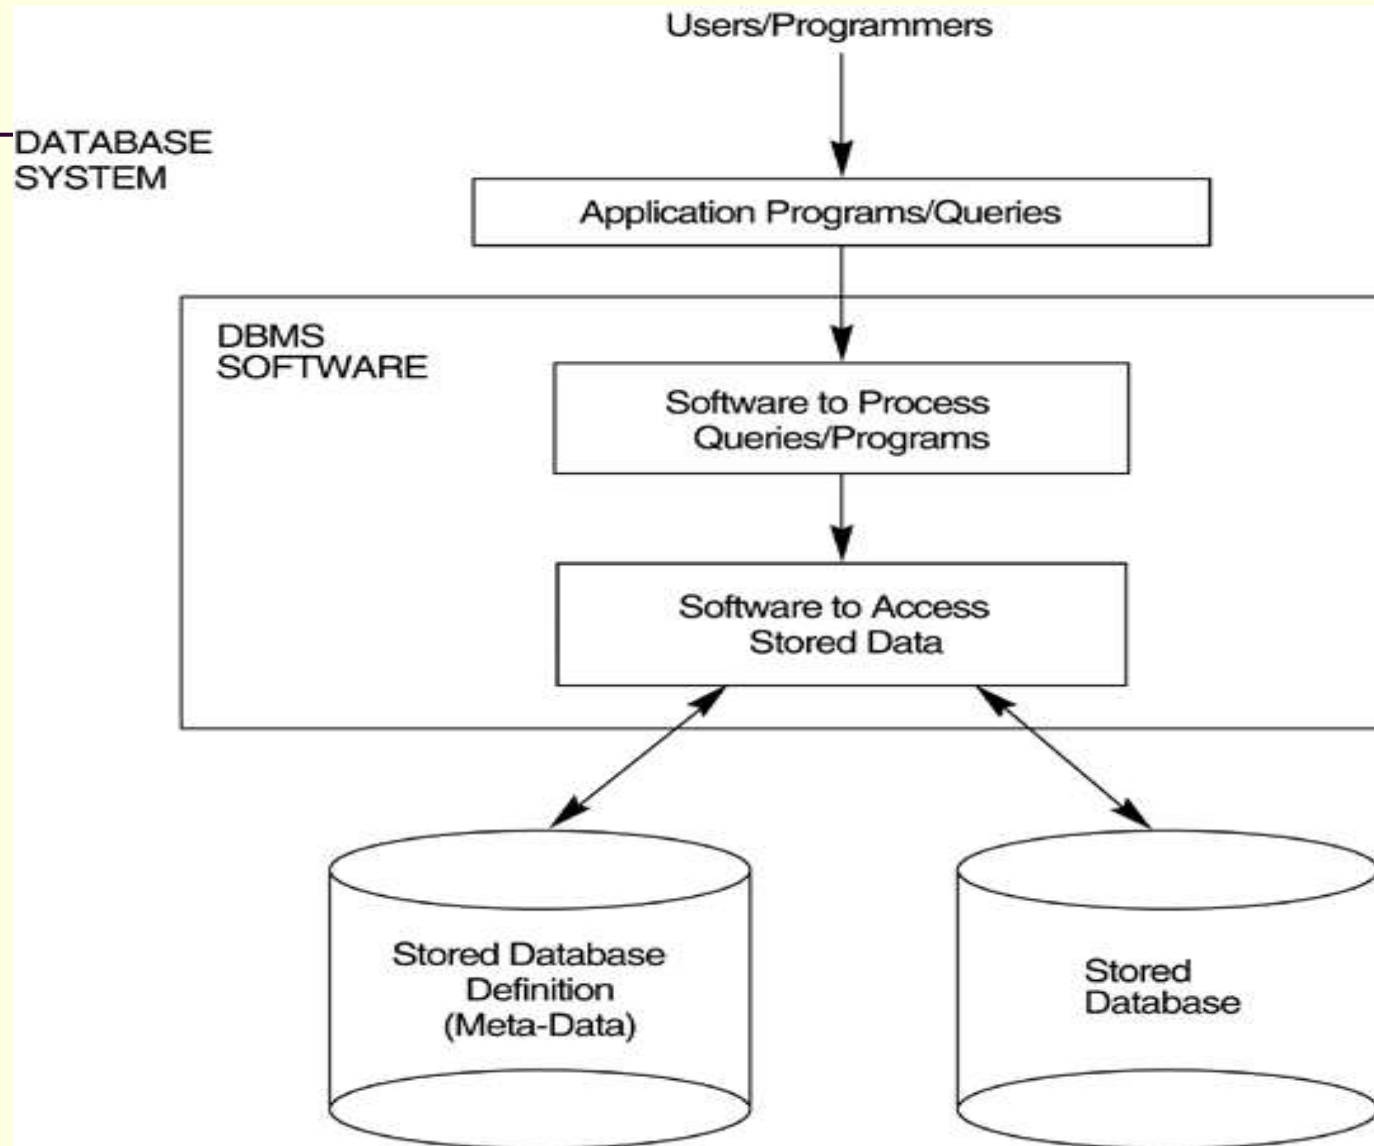 Users/Programmers
DATABASE
SYSTEM
Application Programs/Queries
DBMS
SOFTWARE
Software to Process
Queries/Programs
Software to Access
Stored Data
Stored Database
Definition
(Meta-Data)
Stored
Database